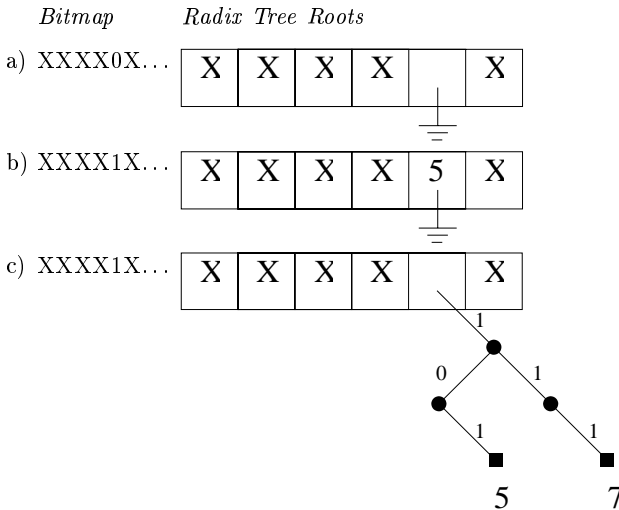 Bitmap Radix Tree Roots
a) XXXX0X... X X X X X
b) XXXX1X... X X X X 5 X
c) XXXX1X... X X X X X
1
0 1
1 1
5 7